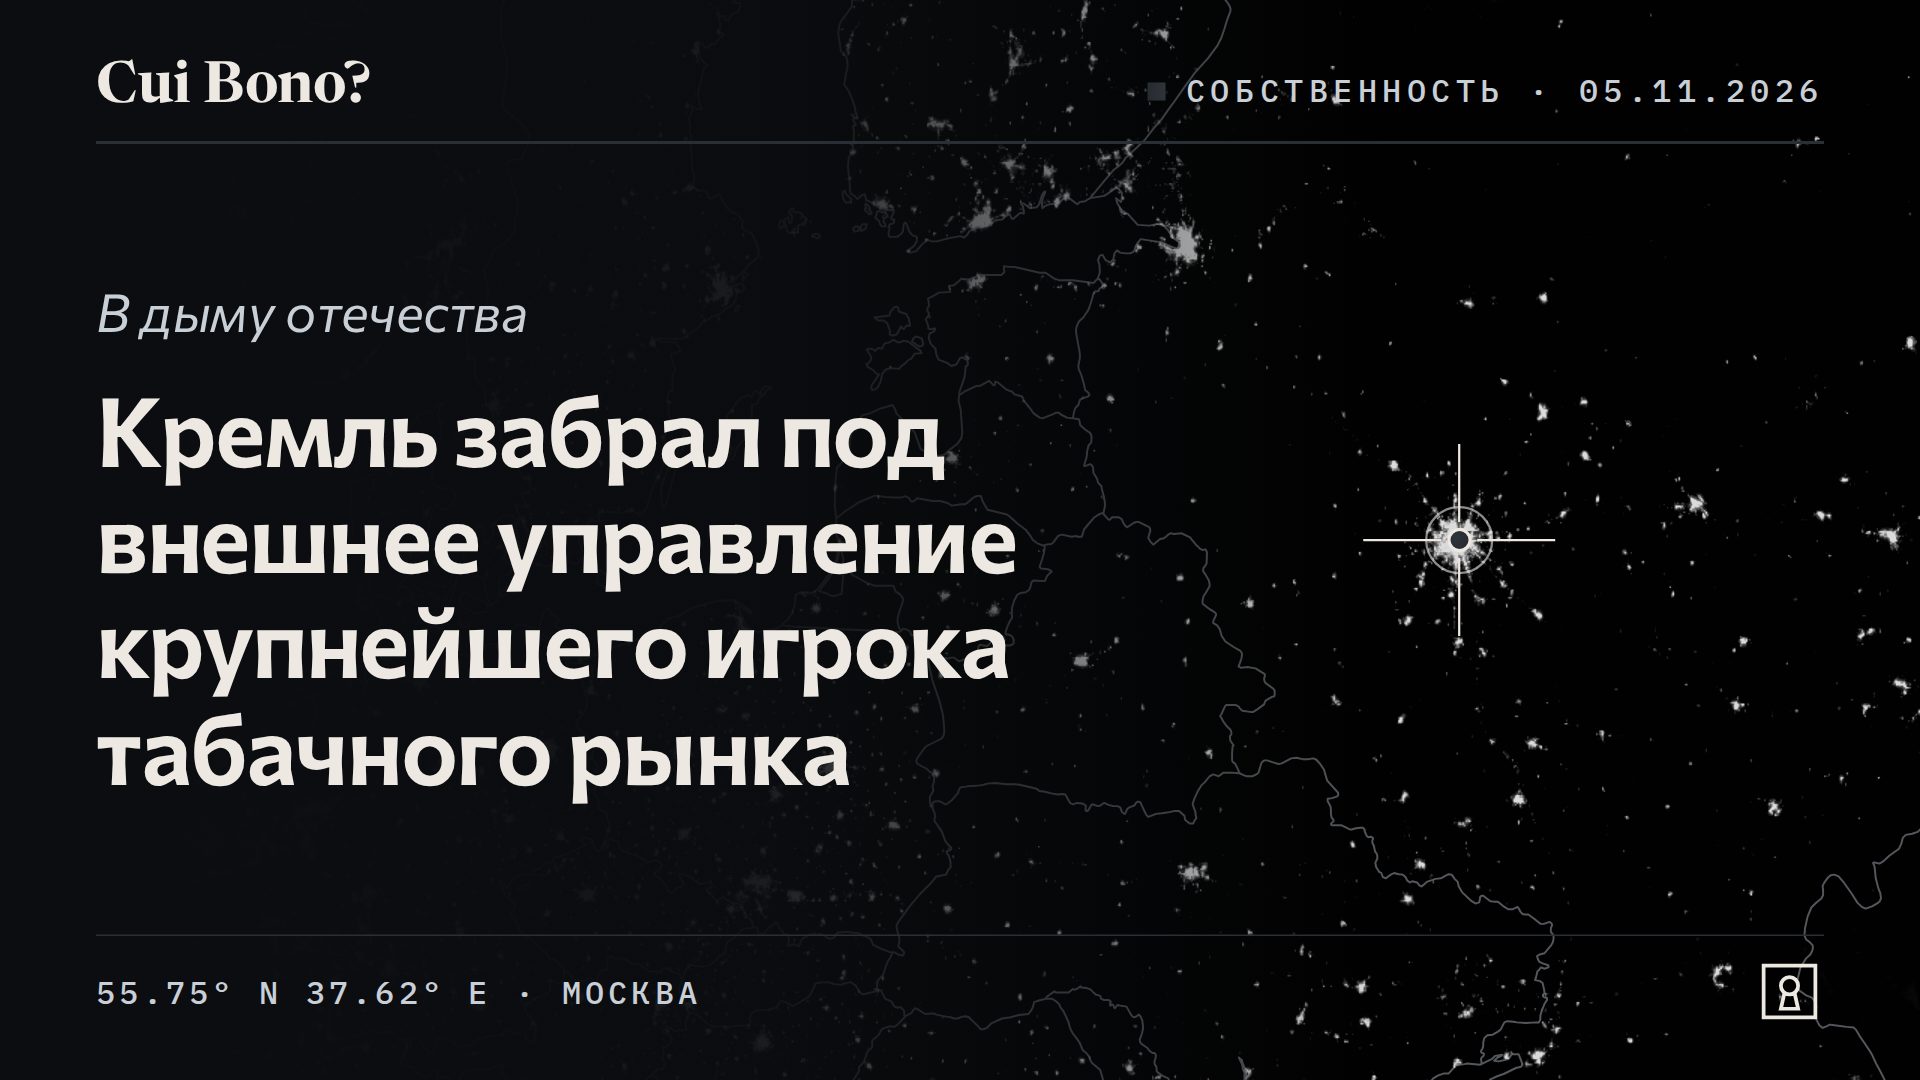 Cui Bono?
СОБСТВЕННОСТЬ · 05.11.2026
В дыму отечества
Кремль забрал под
внешнее управление
крупнейшего игрока
табачного рынка
55.75° N 37.62° E · МОСКВА